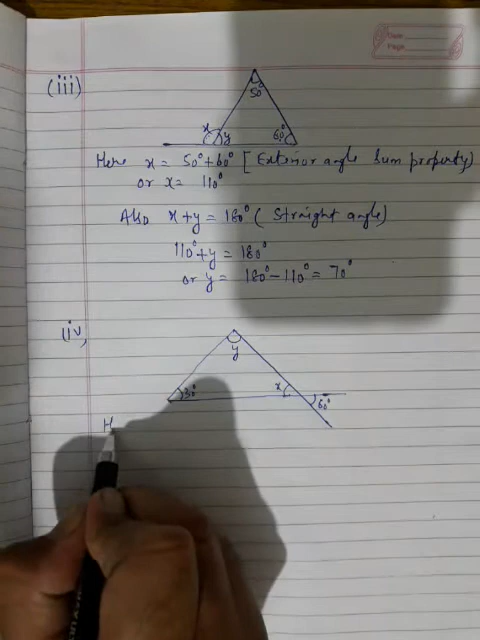 Date
Page
(iii)
50°
x y 60°
Here x = 50°+60° [Exterior angle sum property)
or x = 110°
Also x+y = 180° ( Straight angle)
110°+y = 180°
or y = 180°-110° = 70°
(iv)
y
30° x 60°
H